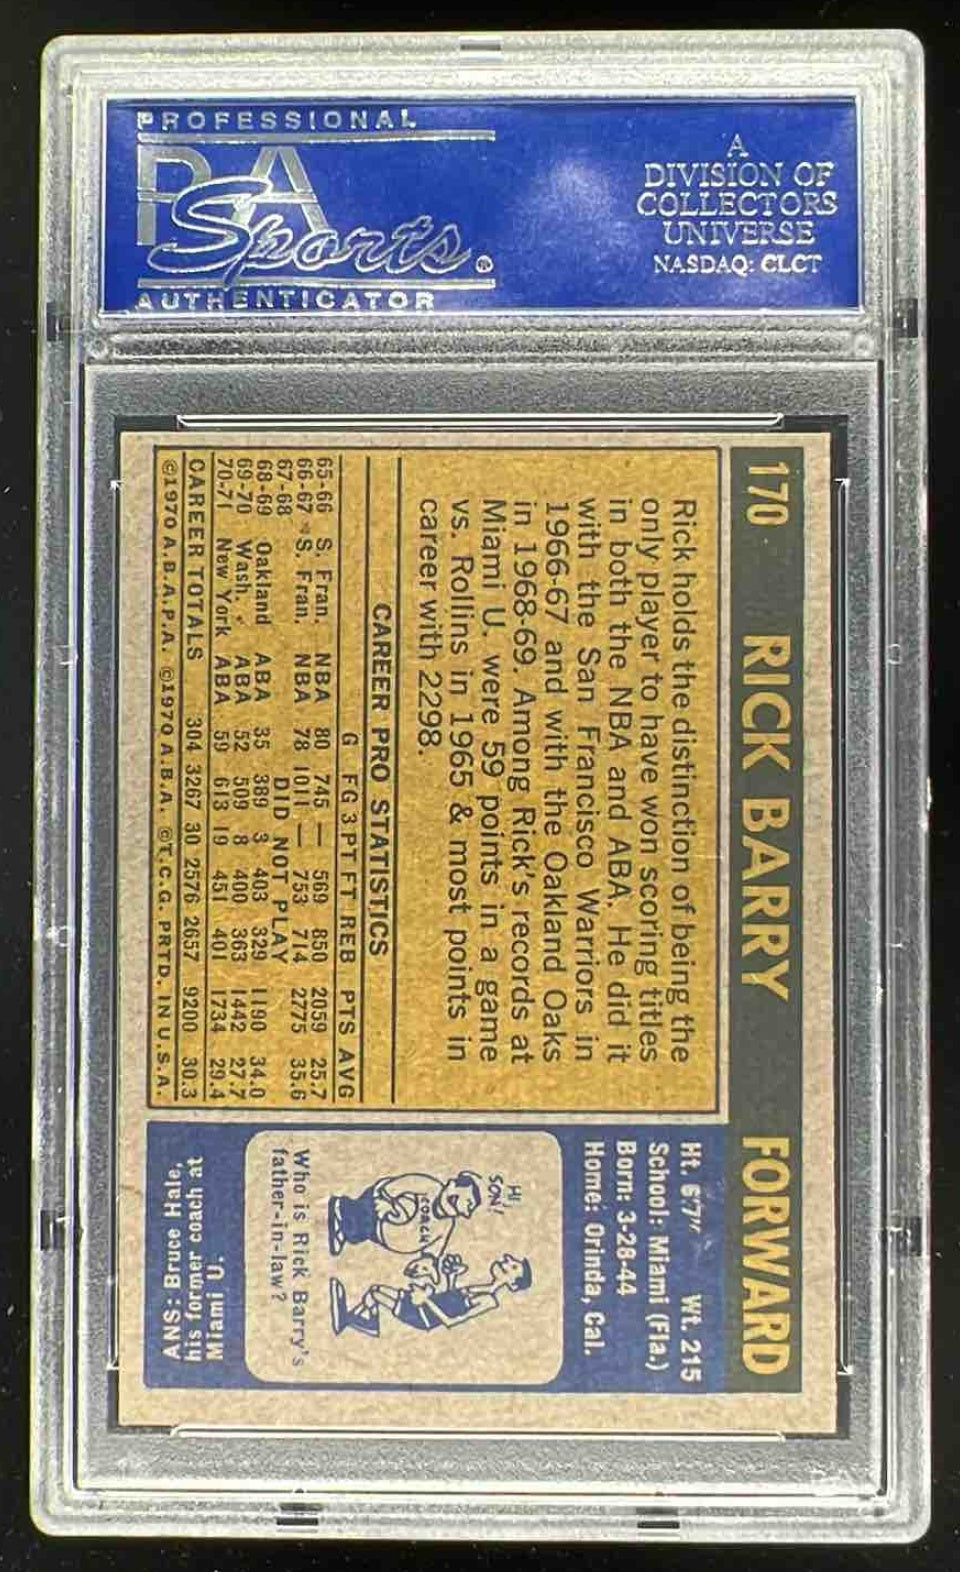 PROFESSIONAL
PSA
Sports®
AUTHENTICATOR
A
DIVISION OF
COLLECTORS
UNIVERSE
NASDAQ: CLCT
170 RICK BARRY FORWARD
Rick holds the distinction of being the
only player to have won scoring titles
in both the NBA and ABA. He did it
with the San Francisco Warriors in
1966-67 and with the Oakland Oaks
in 1968-69. Among Rick's records at
Miami U. were 59 points in a game
vs. Rollins in 1965 & most points in
career with 2298.
CAREER PRO STATISTICS
G FG 3PT FT REB PTS AVG
65-66 S. Fran. NBA 80 745 — 569 850 2059 25.7
66-67 S. Fran. NBA 78 1011 — 753 714 2775 35.6
67-68 DID NOT PLAY
68-69 Oakland ABA 35 389 3 403 329 1190 34.0
69-70 Wash. ABA 52 509 8 400 363 1442 27.7
70-71 New York ABA 59 613 19 451 401 1734 29.4
CAREER TOTALS 304 3267 30 2576 2657 9200 30.3
©1970 A.B.A.P.A. ©1970 A.B.A. ©T.C.G. PRTD. IN U.S.A.
Ht. 6'7" Wt. 215
School: Miami (Fla.)
Born: 3-28-44
Home: Orinda, Cal.
HI,
SON!
COACH
Who is Rick Barry's
father-in-law?
ANS: Bruce Hale,
his former coach at
Miami U.